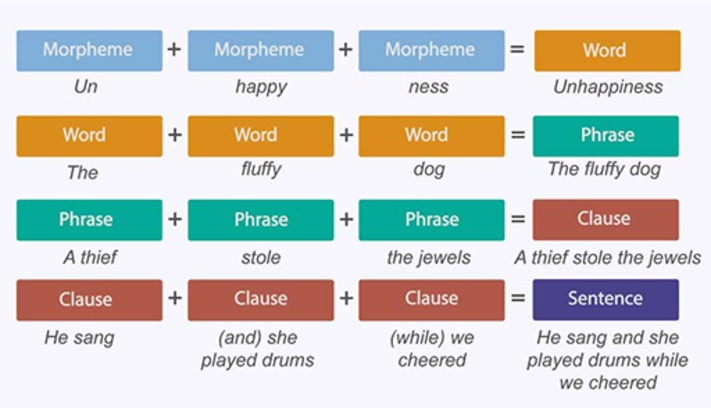 Morpheme + Morpheme + Morpheme = Word
Un happy ness Unhappiness
Word + Word + Word = Phrase
The fluffy dog The fluffy dog
Phrase + Phrase + Phrase = Clause
A thief stole the jewels A thief stole the jewels
Clause + Clause + Clause = Sentence
He sang (and) she (while) we He sang and she
played drums cheered played drums while
we cheered